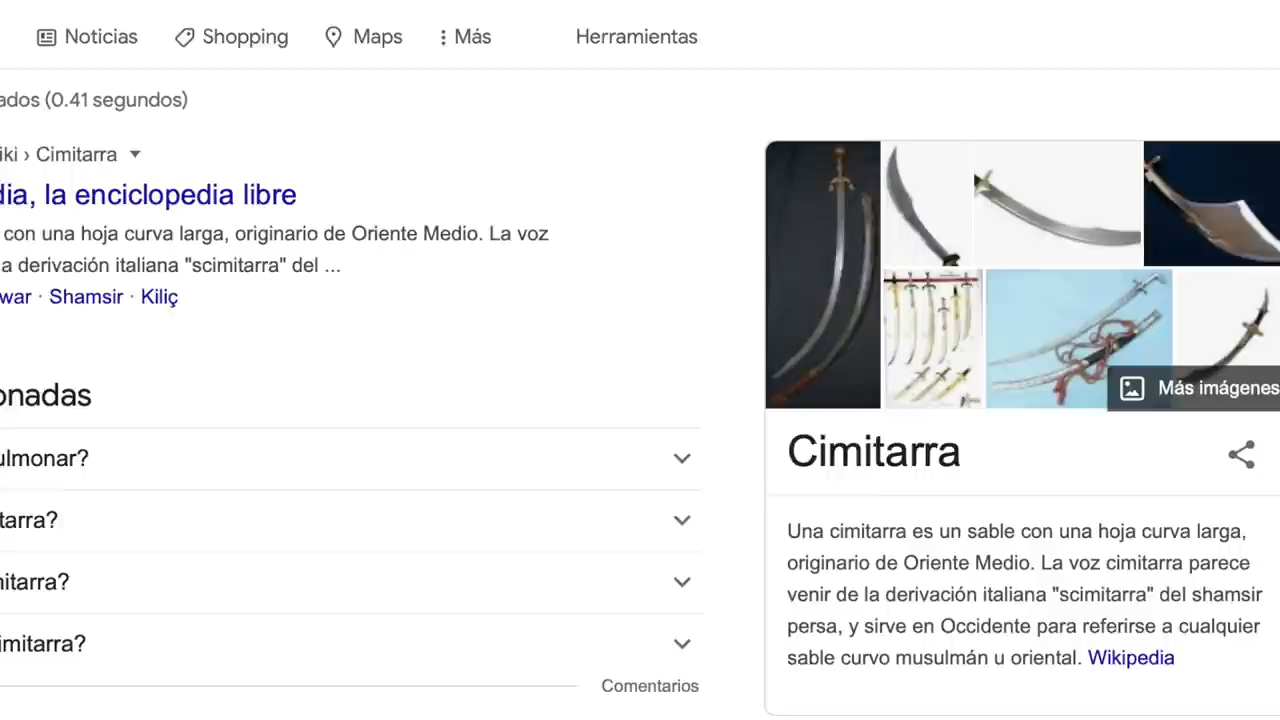 Noticias Shopping Maps Más Herramientas
ados (0.41 segundos)
iki › Cimitarra
dia, la enciclopedia libre
con una hoja curva larga, originario de Oriente Medio. La voz
a derivación italiana "scimitarra" del ...
war · Shamsir · Kiliç
onadas
ulmonar?
tarra?
nitarra?
imitarra?
Comentarios
Más imágenes
Cimitarra
Una cimitarra es un sable con una hoja curva larga,
originario de Oriente Medio. La voz cimitarra parece
venir de la derivación italiana "scimitarra" del shamsir
persa, y sirve en Occidente para referirse a cualquier
sable curvo musulmán u oriental. Wikipedia